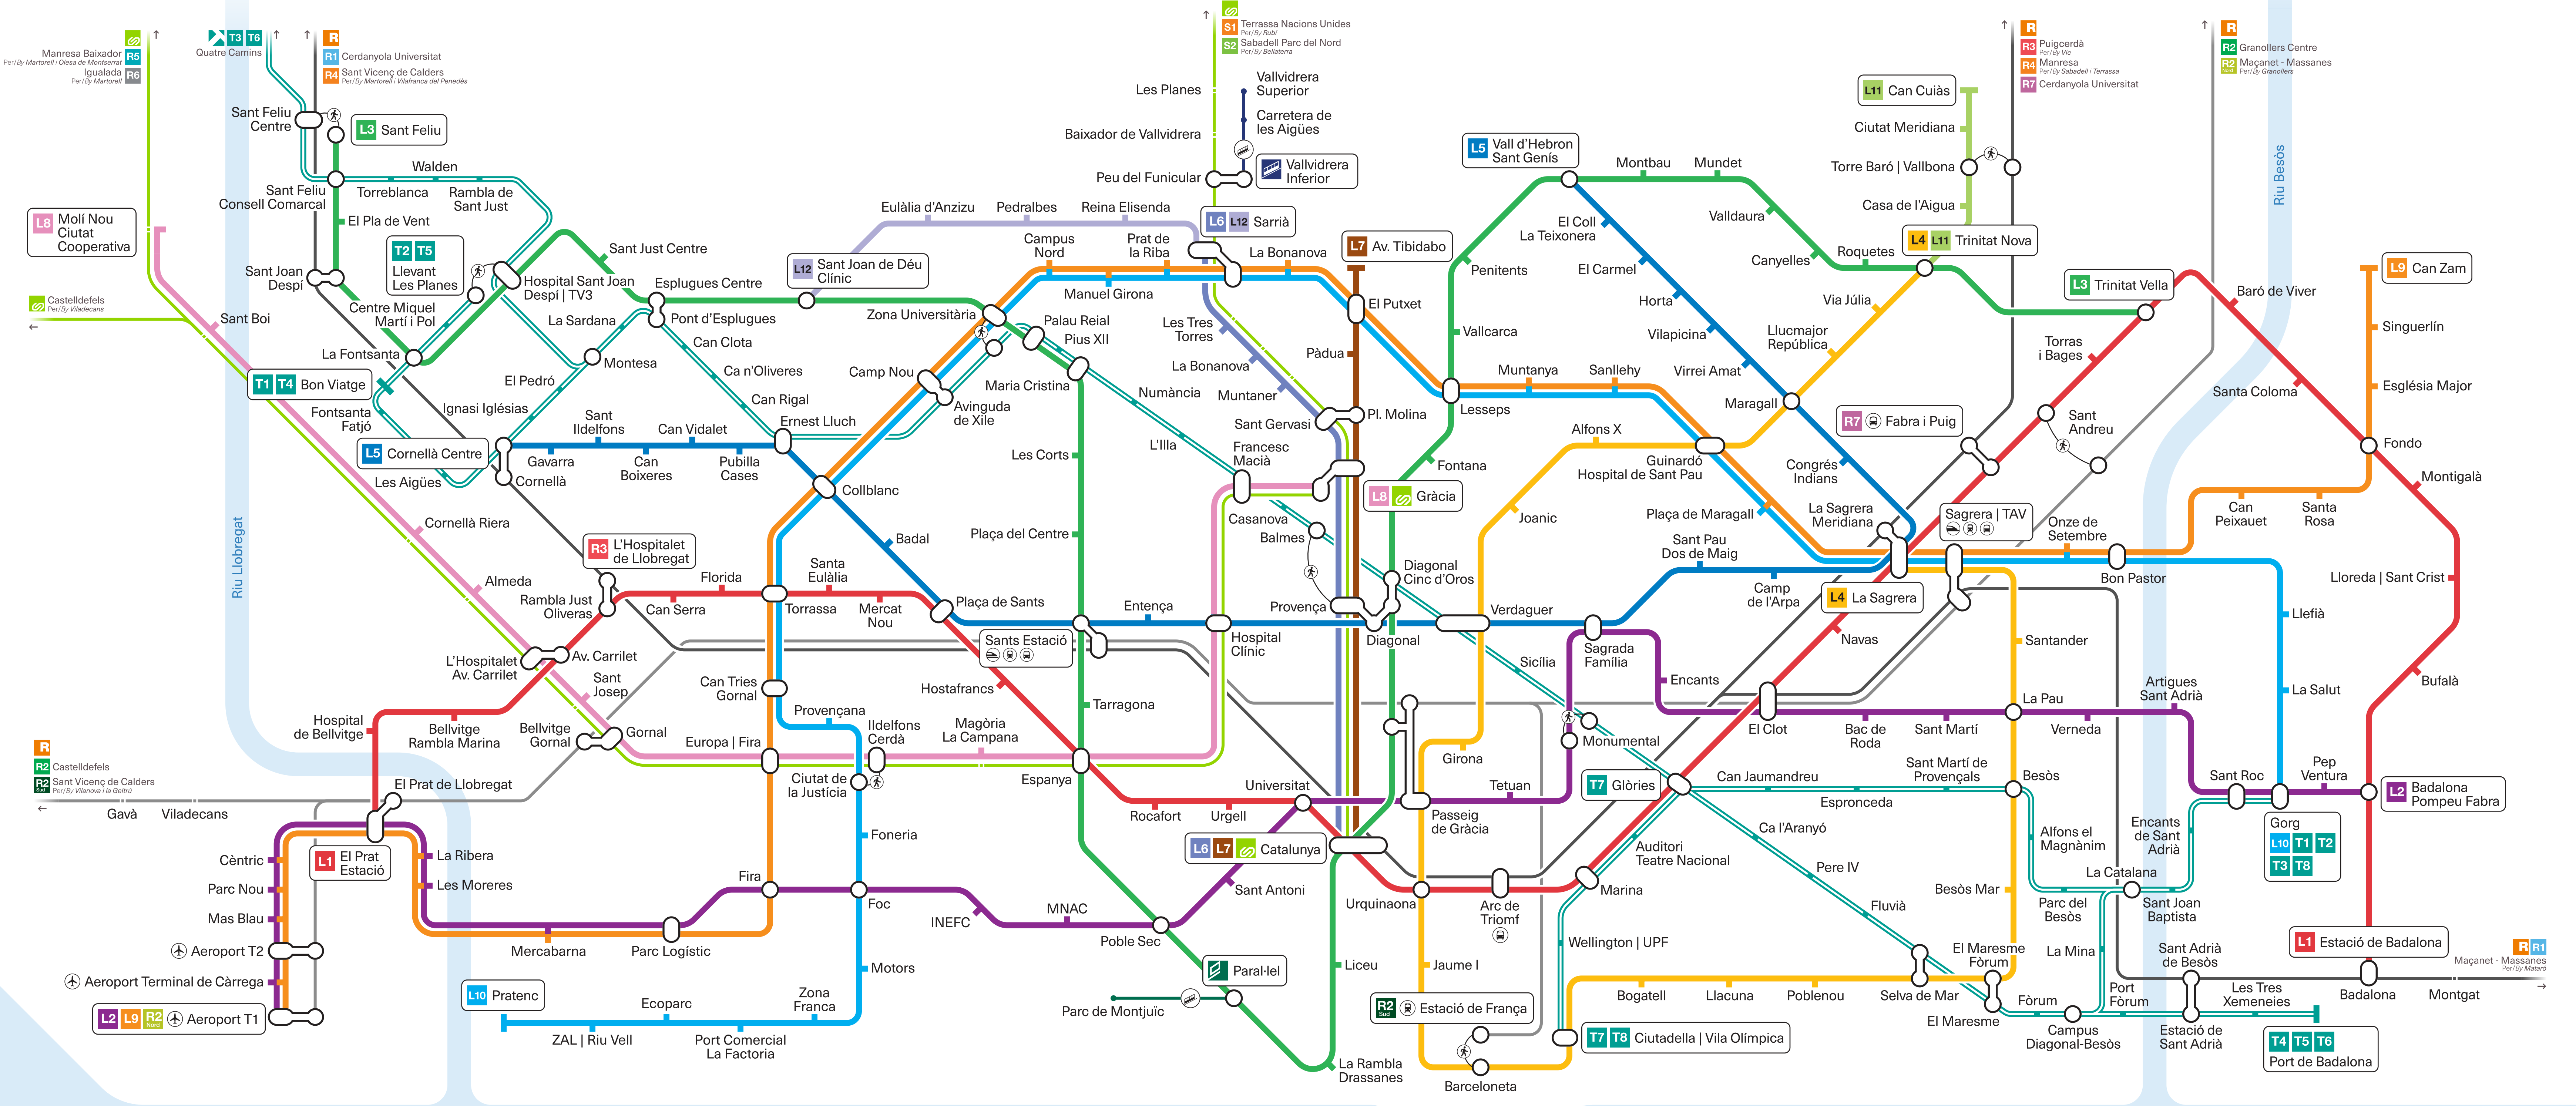 Manresa Baixador
R5
Per/By Martorell i Olesa de Montserrat
Igualada
R6
Per/By Martorell
T3 T6
Quatre Camins
R
R1 Cerdanyola Universitat
R4 Sant Vicenç de Calders
Per/By Martorell i Vilafranca del Penedès
S1 Terrassa Nacions Unides
Per/By Rubí
S2 Sabadell Parc del Nord
Per/By Bellaterra
R
R3 Puigcerdà
Per/By Vic
R4 Manresa
Per/By Sabadell i Terrassa
R7 Cerdanyola Universitat
R
R2 Granollers Centre
R2 Nord Maçanet - Massanes
Per/By Granollers
Riu Besòs
Riu Llobregat
Sant Feliu
Centre
L3 Sant Feliu
Sant Feliu
Consell Comarcal
Walden
Torreblanca
Rambla de
Sant Just
El Pla de Vent
L8 Molí Nou
Ciutat
Cooperativa
T2 T5
Llevant
Les Planes
Sant Joan
Despí
Hospital Sant Joan
Despí | TV3
Sant Just Centre
Centre Miquel
Martí i Pol
Castelldefels
Per/By Viladecans
Sant Boi
La Fontsanta
T1 T4 Bon Viatge
Fontsanta
Fatjó
L5 Cornellà Centre
Les Aigües
La Sardana
Montesa
El Pedró
Ignasi Iglésias
Esplugues Centre
Pont d'Esplugues
Can Clota
Ca n'Oliveres
Can Rigal
Ernest Lluch
Sant
Ildefons
Can Vidalet
Gavarra
Can
Boixeres
Pubilla
Cases
Cornellà
Cornellà Riera
Almeda
R3 L'Hospitalet
de Llobregat
Rambla Just
Oliveras
L'Hospitalet
Av. Carrilet
Av. Carrilet
Sant
Josep
Hospital
de Bellvitge
Bellvitge
Rambla Marina
Bellvitge
Gornal
Gornal
R
R2 Castelldefels
R2 Sud Sant Vicenç de Calders
Per/By Vilanova i la Geltrú
Gavà
Viladecans
El Prat de Llobregat
L1 El Prat
Estació
Cèntric
Parc Nou
Mas Blau
Aeroport T2
Aeroport Terminal de Càrrega
L2 L9 R2 Nord Aeroport T1
La Ribera
Les Moreres
Mercabarna
Parc Logístic
Fira
Foc
L10 Pratenc
ZAL | Riu Vell
Ecoparc
Port Comercial
La Factoria
Zona
Franca
Motors
Foneria
Ciutat de
la Justícia
Provençana
Ildefons
Cerdà
Europa | Fira
Can Tries
Gornal
Magòria
La Campana
Can Serra
Florida
Torrassa
Santa
Eulàlia
Mercat
Nou
Collblanc
Badal
Plaça de Sants
Hostafrancs
Sants Estació
Espanya
Tarragona
Plaça del Centre
Les Corts
Maria Cristina
Palau Reial
Pius XII
Zona Universitària
Camp Nou
Avinguda
de Xile
L12 Sant Joan de Déu
Clínic
Eulàlia d'Anzizu
Pedralbes
Reina Elisenda
L6 L12 Sarrià
Campus
Nord
Prat de
la Riba
Manuel Girona
La Bonanova
Les Planes
Baixador de Vallvidrera
Peu del Funicular
Vallvidrera
Superior
Carretera de
les Aigües
Vallvidrera
Inferior
L7 Av. Tibidabo
El Putxet
Pàdua
Pl. Molina
Les Tres
Torres
La Bonanova
Muntaner
Sant Gervasi
Numància
L'Illa
Francesc
Macià
Casanova
Balmes
L8 Gràcia
Entença
Hospital
Clínic
Provença
Diagonal
Diagonal
Cinc d'Oros
Verdaguer
L5 Vall d'Hebron
Sant Genís
Montbau
Mundet
Valldaura
Canyelles
Roquetes
L4 L11 Trinitat Nova
L11 Can Cuiàs
Ciutat Meridiana
Torre Baró | Vallbona
Casa de l'Aigua
L3 Trinitat Vella
Penitents
Vallcarca
Lesseps
Fontana
El Coll
La Teixonera
El Carmel
Horta
Vilapicina
Virrei Amat
Maragall
Via Júlia
Llucmajor
República
Congrés
Indians
Muntanya
Sanllehy
Alfons X
Guinardó
Hospital de Sant Pau
Joanic
Plaça de Maragall
La Sagrera
Meridiana
Sagrera | TAV
L4 La Sagrera
R7 Fabra i Puig
Torras
i Bages
Sant
Andreu
Baró de Viver
Santa Coloma
L9 Can Zam
Singuerlín
Església Major
Fondo
Montigalà
Can
Peixauet
Santa
Rosa
Onze de
Setembre
Bon Pastor
Lloreda | Sant Crist
Llefià
La Salut
Bufalà
Sant Pau
Dos de Maig
Camp
de l'Arpa
Navas
Santander
Sagrada
Família
Encants
Sicília
Monumental
Girona
Tetuan
Passeig
de Gràcia
T7 Glòries
El Clot
Bac de
Roda
Sant Martí
La Pau
Verneda
Artigues
Sant Adrià
Can Jaumandreu
Espronceda
Sant Martí de
Provençals
Besòs
Sant Roc
Pep
Ventura
L2 Badalona
Pompeu Fabra
Gorg
L10 T1 T2
T3 T8
Encants
de Sant
Adrià
Alfons el
Magnànim
La Catalana
Parc del
Besòs
Sant Joan
Baptista
La Mina
Besòs Mar
Ca l'Aranyó
Pere IV
Fluvià
Selva de Mar
El Maresme
Fòrum
El Maresme
Fòrum
Campus
Diagonal-Besòs
Port
Fòrum
Sant Adrià
de Besòs
Estació de
Sant Adrià
Les Tres
Xemeneies
T4 T5 T6
Port de Badalona
L1 Estació de Badalona
Badalona
Montgat
R R1
Maçanet - Massanes
Per/By Mataró
Universitat
Rocafort
Urgell
L6 L7 Catalunya
Sant Antoni
INEFC
MNAC
Poble Sec
Paral·lel
Parc de Montjuïc
Liceu
La Rambla
Drassanes
Urquinaona
Jaume I
Arc de
Triomf
Marina
Auditori
Teatre Nacional
Wellington | UPF
R2 Sud Estació de França
Barceloneta
T7 T8 Ciutadella | Vila Olímpica
Bogatell
Llacuna
Poblenou